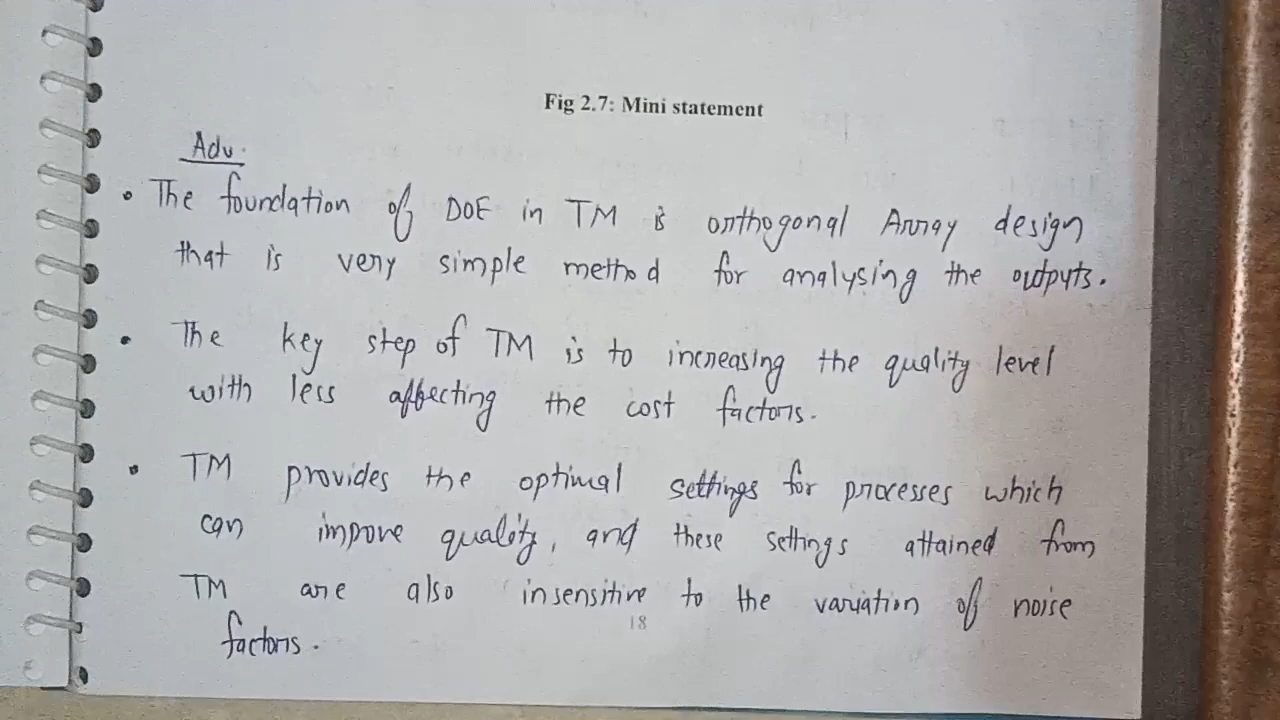 Fig 2.7: Mini statement
Adv.
• The foundation of DOE in TM is orthogonal Array design
that is very simple method for analysing the outputs.
• The key step of TM is to increasing the quality level
with less affecting the cost factors.
• TM provides the optimal settings for processes which
can impove quality, and these settings attained from
TM are also insensitive to the variation of noise
18
factors.